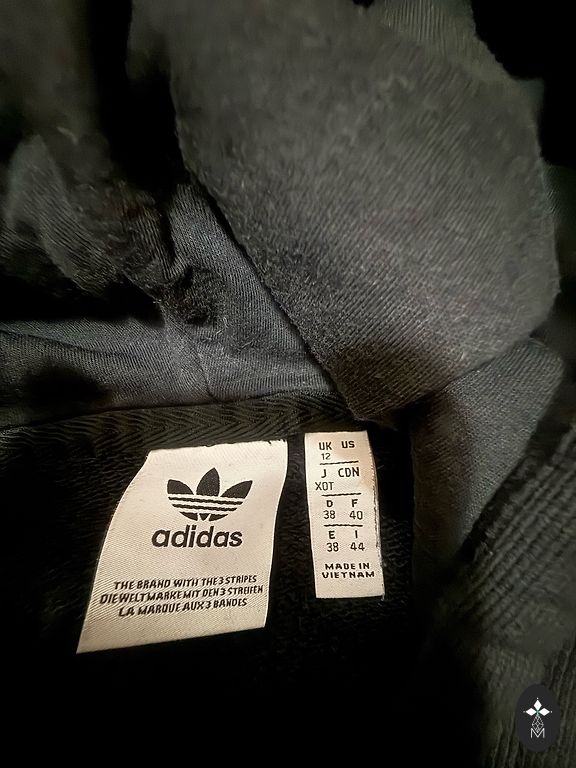 adidas
THE BRAND WITH THE 3 STRIPES
DIE WELTMARKE MIT DEN 3 STREIFEN
LA MARQUE AUX 3 BANDES
UK US
12
J CDN
XOT
D F
38 40
E I
38 44
MADE IN
VIETNAM
M